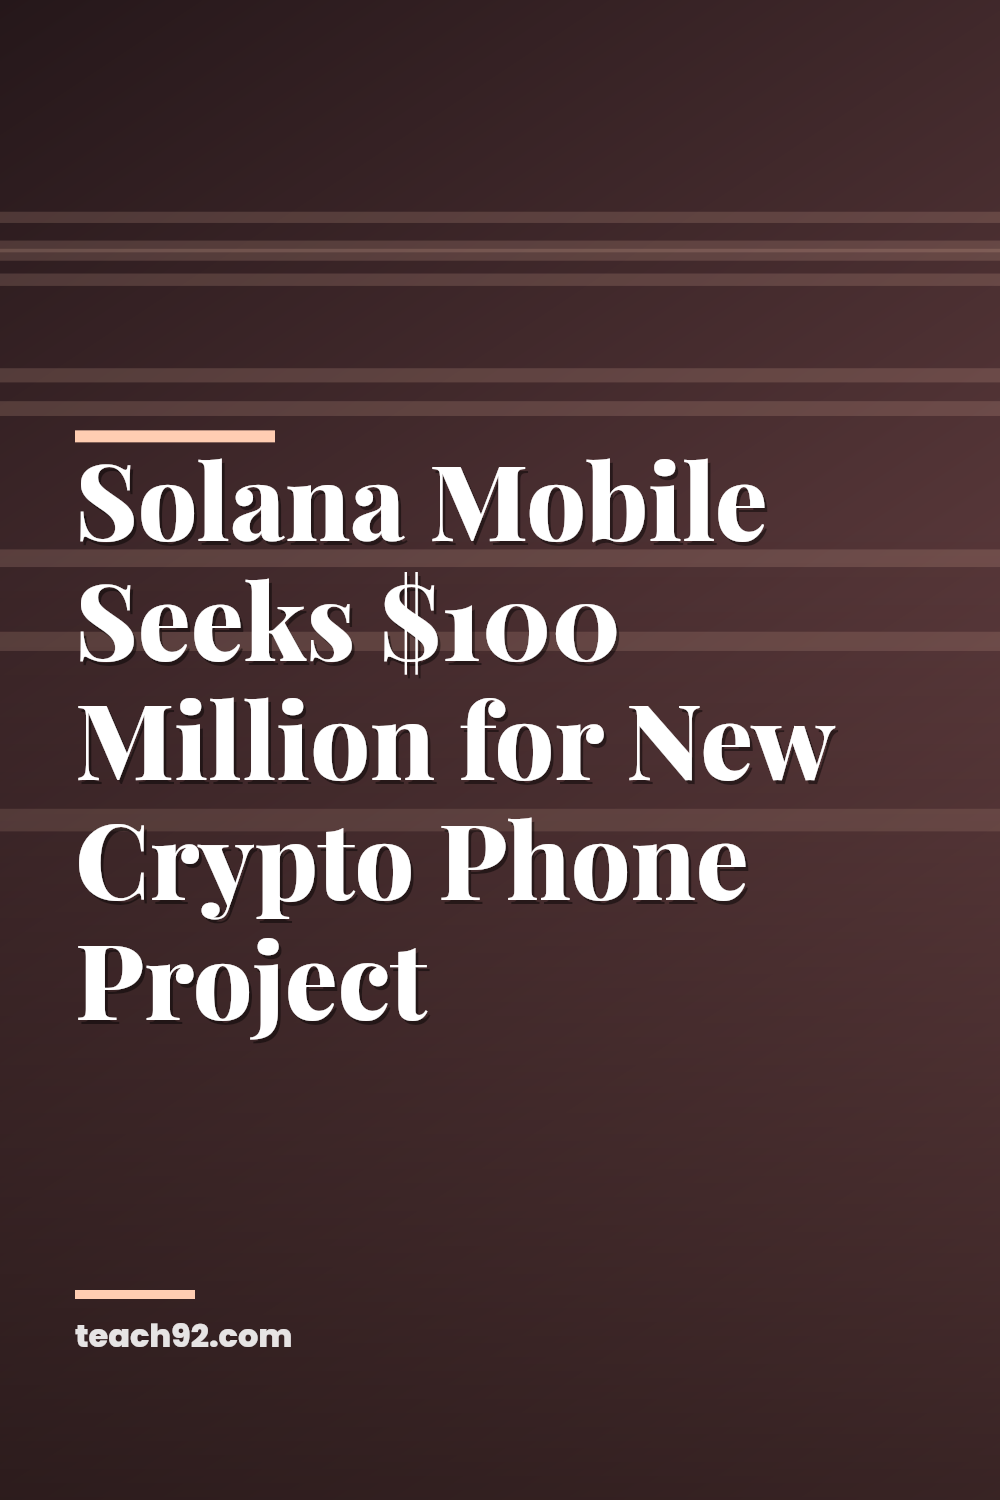 Solana Mobile
Seeks $100
Million for New
Crypto Phone
Project
teach92.com